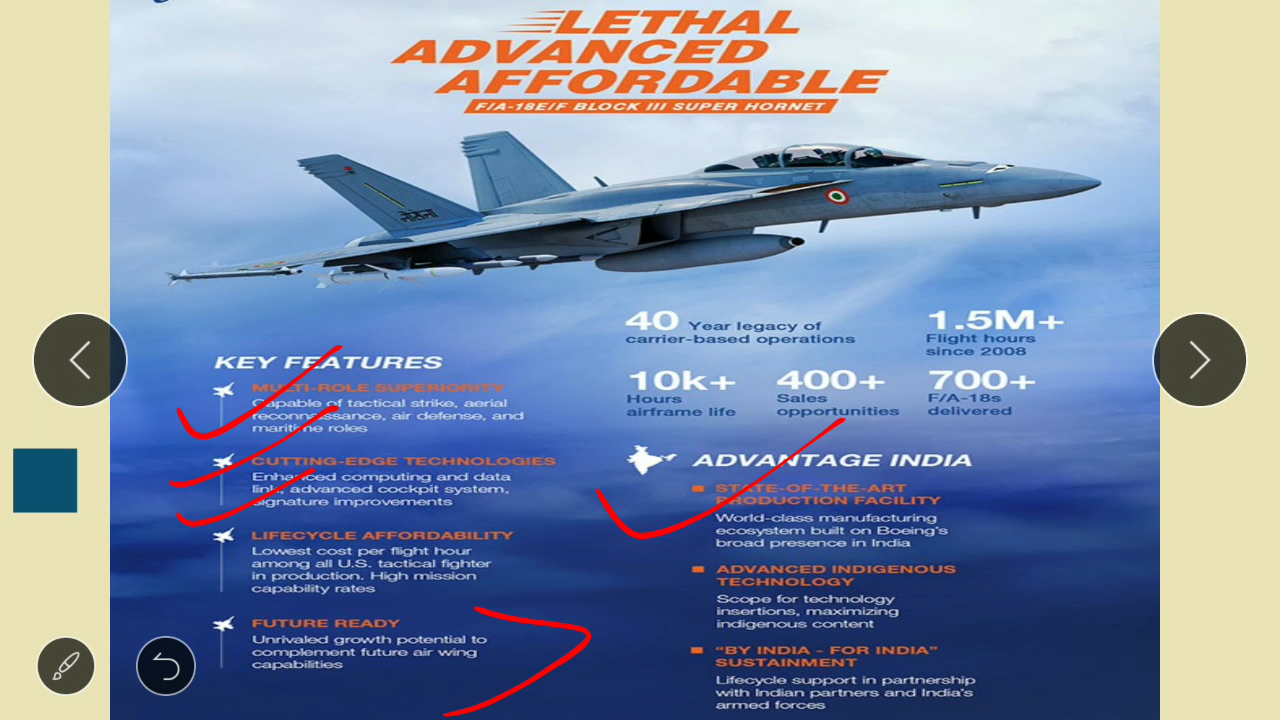 LETHAL
ADVANCED
AFFORDABLE
F/A-18E/F BLOCK III SUPER HORNET
40 Year legacy of
carrier-based operations
1.5M+
Flight hours
since 2008
10k+
Hours
airframe life
400+
Sales
opportunities
700+
F/A-18s
delivered
KEY FEATURES
MULTI-ROLE SUPERIORITY
Capable of tactical strike, aerial
reconnaissance, air defense, and
maritime roles
CUTTING-EDGE TECHNOLOGIES
Enhanced computing and data
link, advanced cockpit system,
signature improvements
LIFECYCLE AFFORDABILITY
Lowest cost per flight hour
among all U.S. tactical fighter
in production. High mission
capability rates
FUTURE READY
Unrivaled growth potential to
complement future air wing
capabilities
ADVANTAGE INDIA
STATE-OF-THE-ART
PRODUCTION FACILITY
World-class manufacturing
ecosystem built on Boeing's
broad presence in India
ADVANCED INDIGENOUS
TECHNOLOGY
Scope for technology
insertions, maximizing
indigenous content
"BY INDIA - FOR INDIA"
SUSTAINMENT
Lifecycle support in partnership
with Indian partners and India's
armed forces